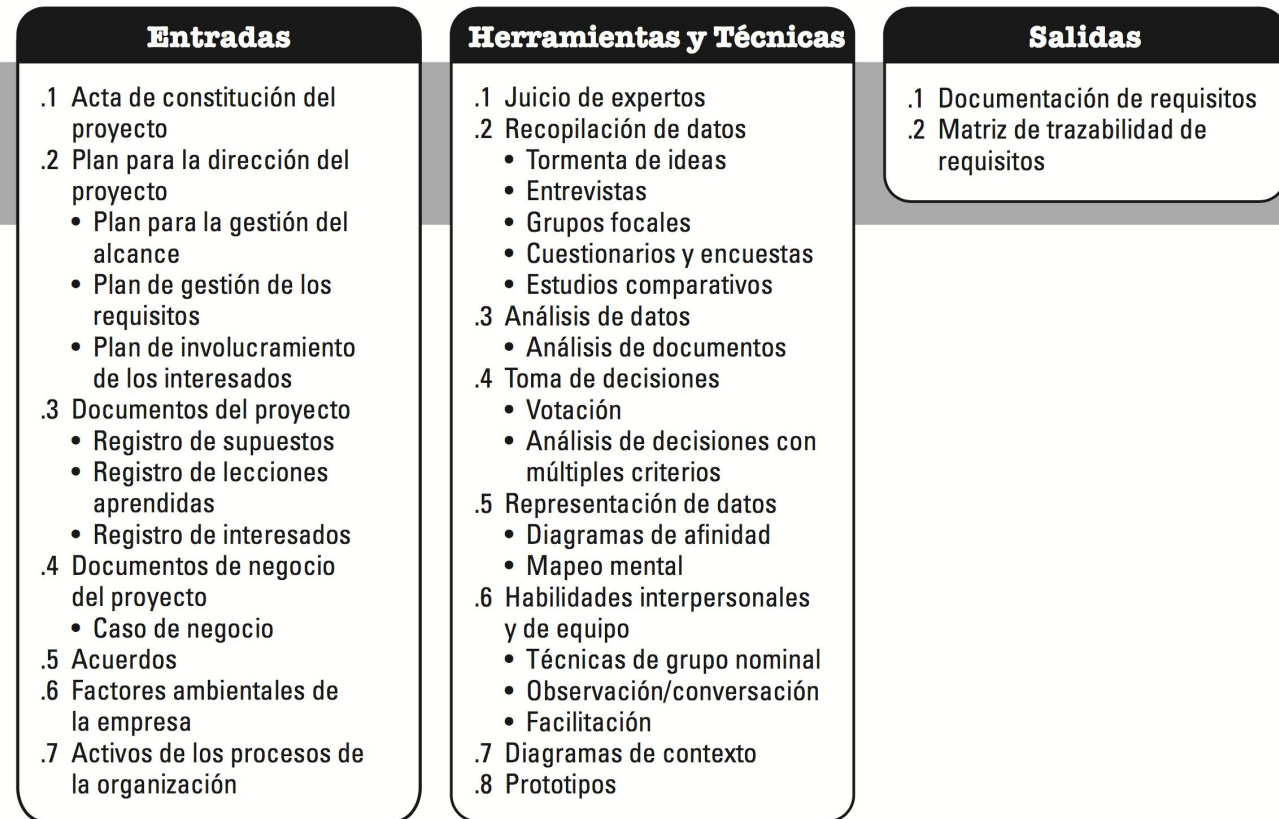 Entradas
.1 Acta de constitución del
proyecto
.2 Plan para la dirección del
proyecto
• Plan para la gestión del
alcance
• Plan de gestión de los
requisitos
• Plan de involucramiento
de los interesados
.3 Documentos del proyecto
• Registro de supuestos
• Registro de lecciones
aprendidas
• Registro de interesados
.4 Documentos de negocio
del proyecto
• Caso de negocio
.5 Acuerdos
.6 Factores ambientales de
la empresa
.7 Activos de los procesos de
la organización
Herramientas y Técnicas
.1 Juicio de expertos
.2 Recopilación de datos
• Tormenta de ideas
• Entrevistas
• Grupos focales
• Cuestionarios y encuestas
• Estudios comparativos
.3 Análisis de datos
• Análisis de documentos
.4 Toma de decisiones
• Votación
• Análisis de decisiones con
múltiples criterios
.5 Representación de datos
• Diagramas de afinidad
• Mapeo mental
.6 Habilidades interpersonales
y de equipo
• Técnicas de grupo nominal
• Observación/conversación
• Facilitación
.7 Diagramas de contexto
.8 Prototipos
Salidas
.1 Documentación de requisitos
.2 Matriz de trazabilidad de
requisitos